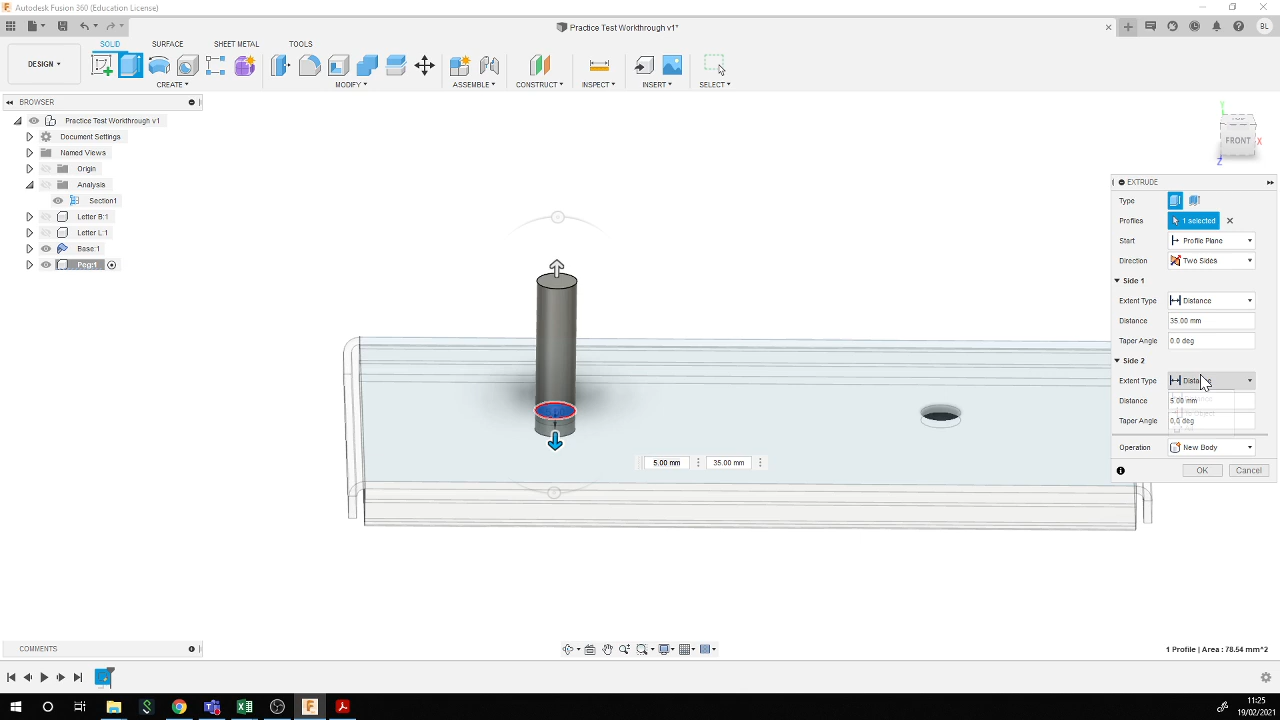 Autodesk Fusion 360 (Education License)
Practice Test Workthrough v1*
BL
DESIGN
SOLID
SURFACE
SHEET METAL
TOOLS
CREATE
MODIFY
ASSEMBLE
CONSTRUCT
INSPECT
INSERT
SELECT
BROWSER
Practice Test Workthrough v1
Document Settings
Named Views
Origin
Analysis
Section1
Letter B:1
Letter L:1
Base:1
Peg:1
TOP
FRONT
Y
X
Z
EXTRUDE
Type
Profiles 1 selected
Start Profile Plane
Direction Two Sides
Side 1
Extent Type Distance
Distance 35.00 mm
Taper Angle 0.0 deg
Side 2
Extent Type
Distance 5.00 mm
Taper Angle 0.0 deg
Operation New Body
OK Cancel
5.00 mm 35.00 mm
COMMENTS
1 Profile | Area : 78.54 mm^2
11:25
19/02/2021